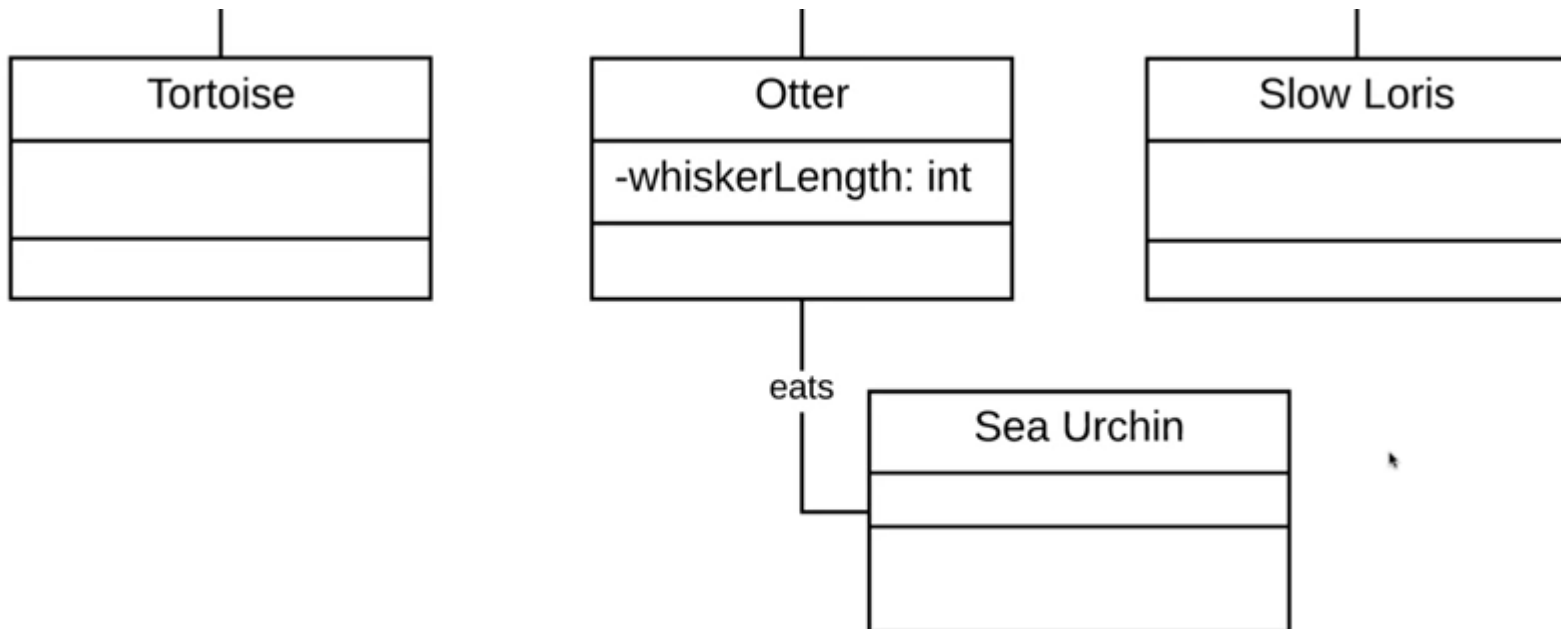 Tortoise
Otter
Slow Loris
-whiskerLength: int
eats
Sea Urchin